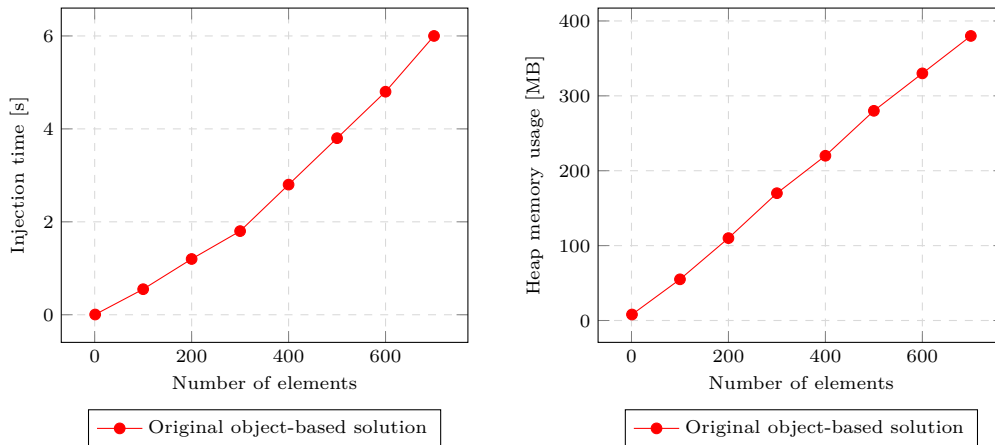 6
4
2
0
Injection time [s]
0 200 400 600
Number of elements
Original object-based solution
400
300
200
100
0
Heap memory usage [MB]
0 200 400 600
Number of elements
Original object-based solution